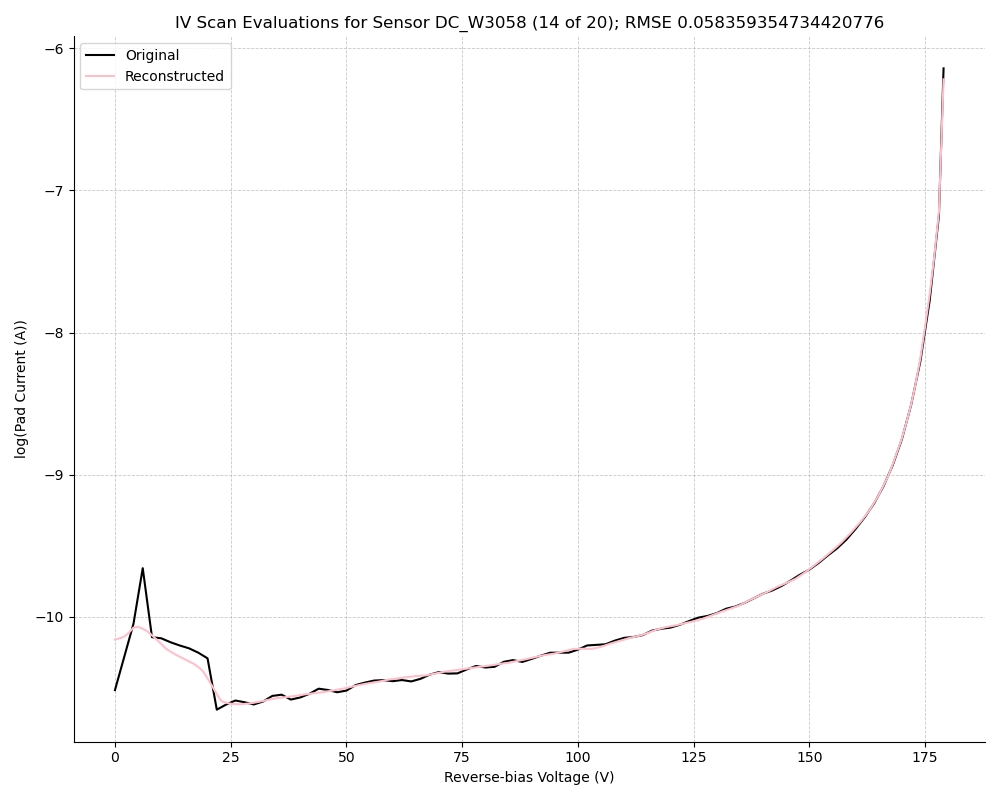 IV Scan Evaluations for Sensor DC_W3058 (14 of 20); RMSE 0.058359354734420776
Original
Reconstructed
log(Pad Current (A))
−6
−7
−8
−9
−10
0 25 50 75 100 125 150 175
Reverse-bias Voltage (V)